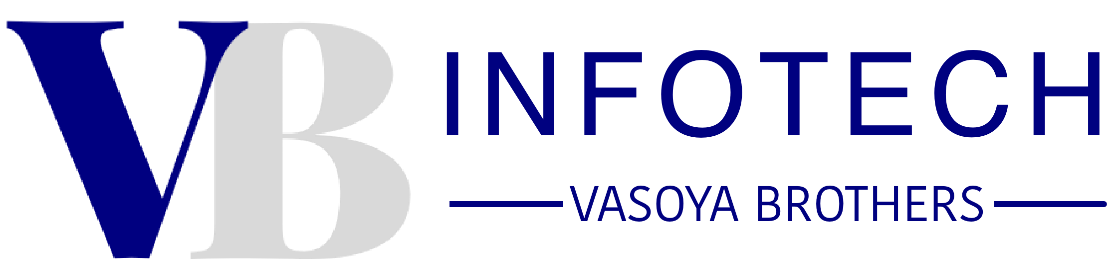 VB INFOTECH
VASOYA BROTHERS